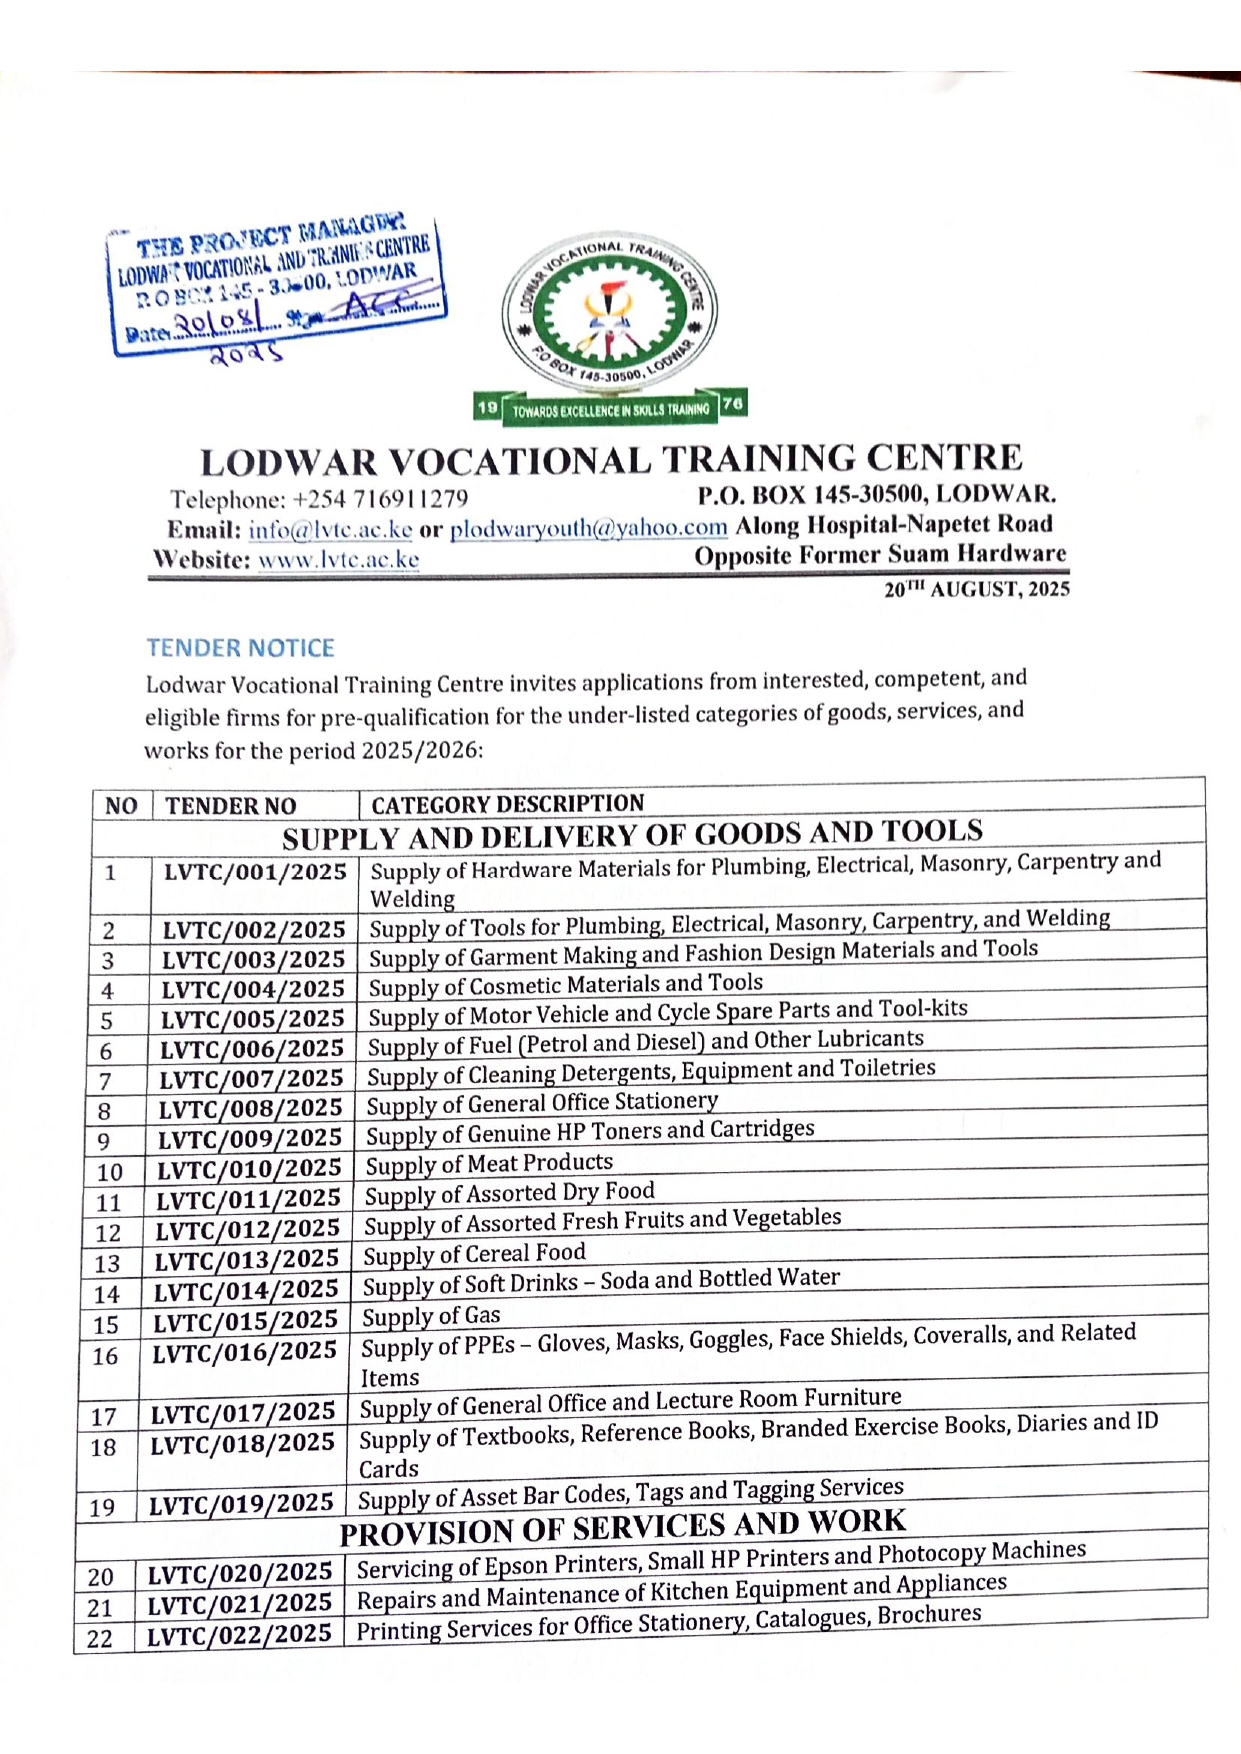 THE PROJECT MANAGER
LODWAR VOCATIONAL AND TRAINING CENTRE
P.O BOX 145 - 30500, LODWAR
Date: 20/08/ Sign
2025
LODWAR VOCATIONAL TRAINING CENTRE
P.O BOX 145-30500, LODWAR
19 TOWARDS EXCELLENCE IN SKILLS TRAINING 76
LODWAR VOCATIONAL TRAINING CENTRE
Telephone: +254 716911279 P.O. BOX 145-30500, LODWAR.
Email: info@lvtc.ac.ke or plodwaryouth@yahoo.com Along Hospital-Napetet Road
Website: www.lvtc.ac.ke Opposite Former Suam Hardware
20TH AUGUST, 2025
TENDER NOTICE
Lodwar Vocational Training Centre invites applications from interested, competent, and
eligible firms for pre-qualification for the under-listed categories of goods, services, and
works for the period 2025/2026:
NO TENDER NO CATEGORY DESCRIPTION
SUPPLY AND DELIVERY OF GOODS AND TOOLS
1 LVTC/001/2025 Supply of Hardware Materials for Plumbing, Electrical, Masonry, Carpentry and
Welding
2 LVTC/002/2025 Supply of Tools for Plumbing, Electrical, Masonry, Carpentry, and Welding
3 LVTC/003/2025 Supply of Garment Making and Fashion Design Materials and Tools
4 LVTC/004/2025 Supply of Cosmetic Materials and Tools
5 LVTC/005/2025 Supply of Motor Vehicle and Cycle Spare Parts and Tool-kits
6 LVTC/006/2025 Supply of Fuel (Petrol and Diesel) and Other Lubricants
7 LVTC/007/2025 Supply of Cleaning Detergents, Equipment and Toiletries
8 LVTC/008/2025 Supply of General Office Stationery
9 LVTC/009/2025 Supply of Genuine HP Toners and Cartridges
10 LVTC/010/2025 Supply of Meat Products
11 LVTC/011/2025 Supply of Assorted Dry Food
12 LVTC/012/2025 Supply of Assorted Fresh Fruits and Vegetables
13 LVTC/013/2025 Supply of Cereal Food
14 LVTC/014/2025 Supply of Soft Drinks – Soda and Bottled Water
15 LVTC/015/2025 Supply of Gas
16 LVTC/016/2025 Supply of PPEs – Gloves, Masks, Goggles, Face Shields, Coveralls, and Related
Items
17 LVTC/017/2025 Supply of General Office and Lecture Room Furniture
18 LVTC/018/2025 Supply of Textbooks, Reference Books, Branded Exercise Books, Diaries and ID
Cards
19 LVTC/019/2025 Supply of Asset Bar Codes, Tags and Tagging Services
PROVISION OF SERVICES AND WORK
20 LVTC/020/2025 Servicing of Epson Printers, Small HP Printers and Photocopy Machines
21 LVTC/021/2025 Repairs and Maintenance of Kitchen Equipment and Appliances
22 LVTC/022/2025 Printing Services for Office Stationery, Catalogues, Brochures